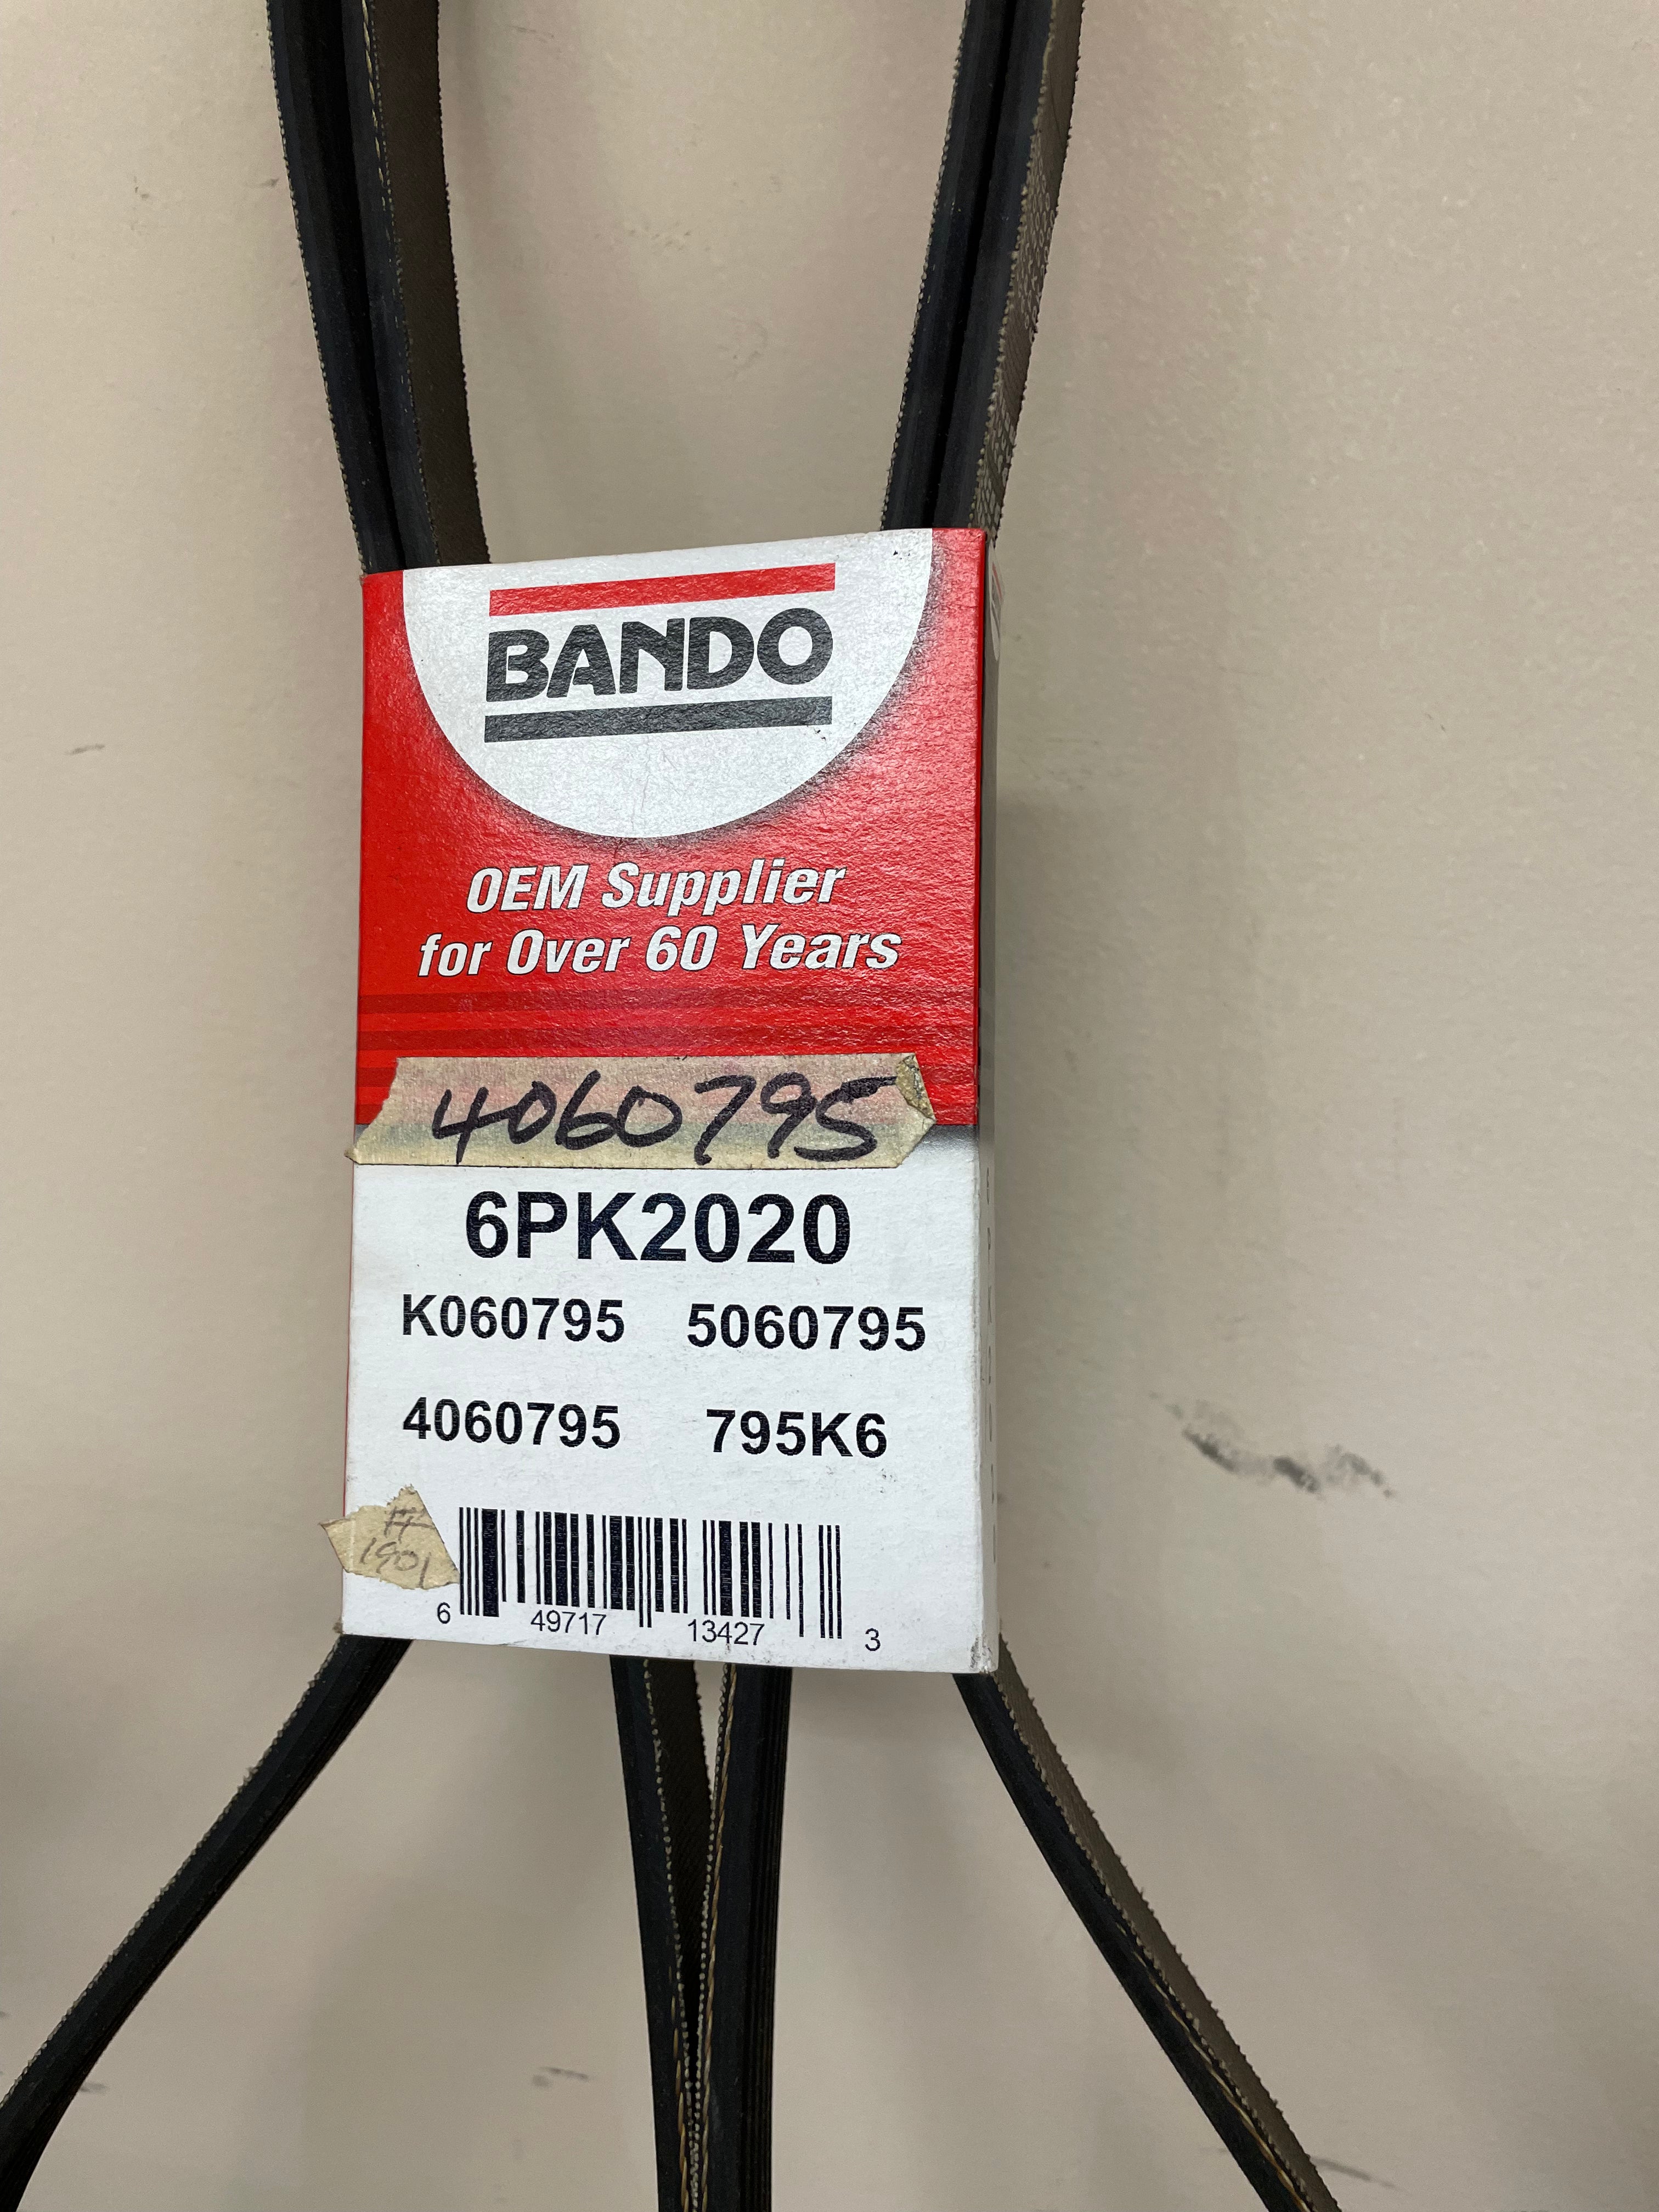 BANDO
OEM Supplier
for Over 60 Years
4060795
6PK2020
K060795 5060795
4060795 795K6
6 49717 13427 3